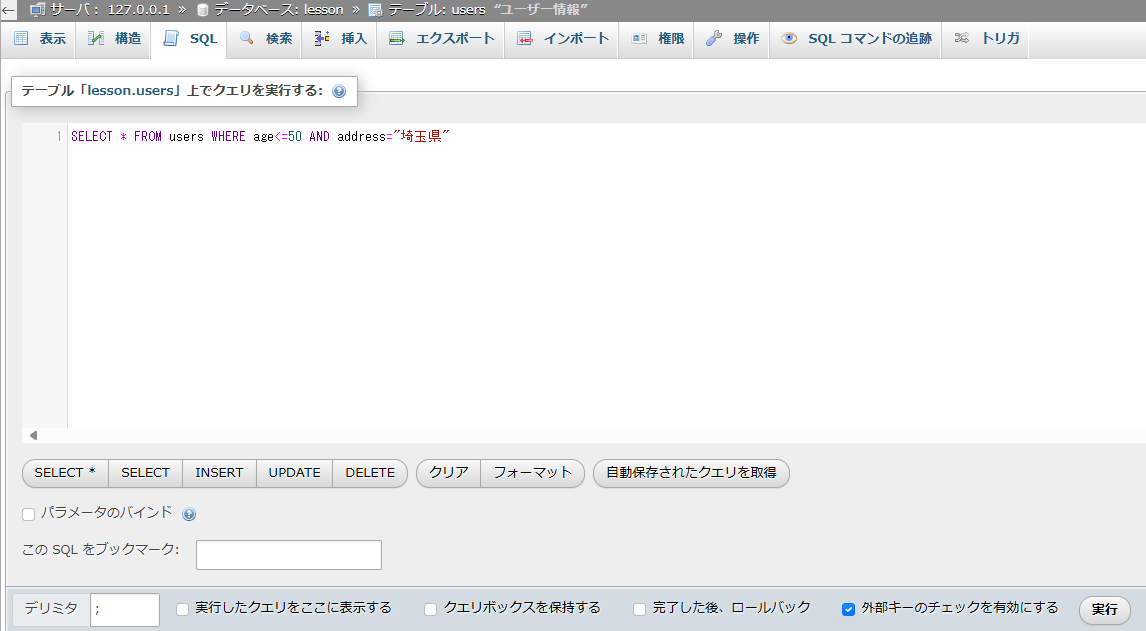 ← サーバ: 127.0.0.1 » データベース: lesson » テーブル: users “ユーザー情報”
表示 構造 SQL 検索 挿入 エクスポート インポート 権限 操作 SQL コマンドの追跡 トリガ
テーブル「lesson.users」上でクエリを実行する:
1 SELECT * FROM users WHERE age<=50 AND address="埼玉県"
SELECT * SELECT INSERT UPDATE DELETE クリア フォーマット 自動保存されたクエリを取得
パラメータのバインド
この SQL をブックマーク:
デリミタ ; 実行したクエリをここに表示する クエリボックスを保持する 完了した後、ロールバック 外部キーのチェックを有効にする 実行